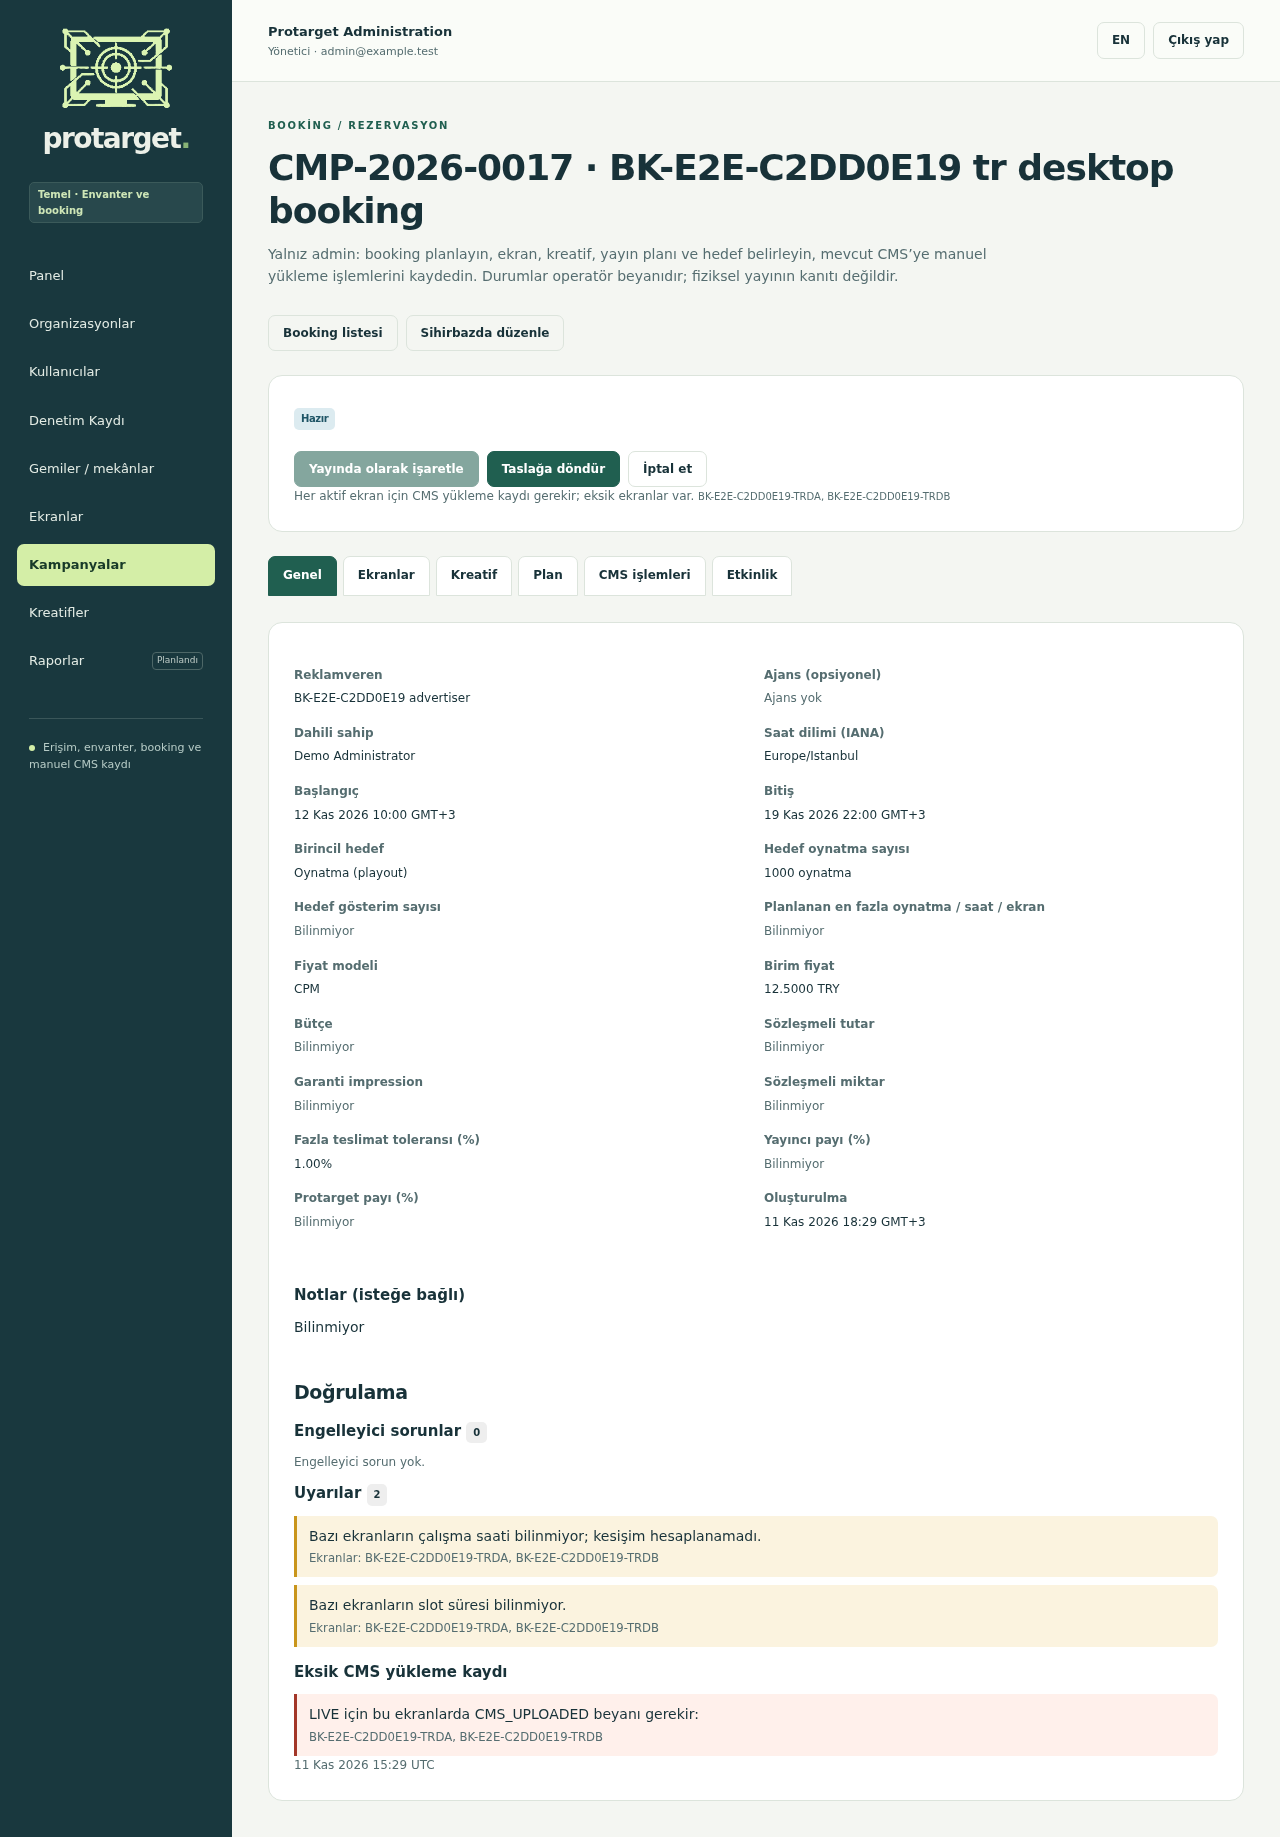 protarget.
Temel · Envanter ve
booking
Panel
Organizasyonlar
Kullanıcılar
Denetim Kaydı
Gemiler / mekânlar
Ekranlar
Kampanyalar
Kreatifler
Raporlar
Planlandı
Erişim, envanter, booking ve
manuel CMS kaydı
Protarget Administration
Yönetici · admin@example.test
EN
Çıkış yap
BOOKİNG / REZERVASYON
CMP-2026-0017 · BK-E2E-C2DD0E19 tr desktop
booking
Yalnız admin: booking planlayın, ekran, kreatif, yayın planı ve hedef belirleyin, mevcut CMS’ye manuel
yükleme işlemlerini kaydedin. Durumlar operatör beyanıdır; fiziksel yayının kanıtı değildir.
Booking listesi
Sihirbazda düzenle
Hazır
Yayında olarak işaretle
Taslağa döndür
İptal et
Her aktif ekran için CMS yükleme kaydı gerekir; eksik ekranlar var. BK-E2E-C2DD0E19-TRDA, BK-E2E-C2DD0E19-TRDB
Genel
Ekranlar
Kreatif
Plan
CMS işlemleri
Etkinlik
Reklamveren
BK-E2E-C2DD0E19 advertiser
Ajans (opsiyonel)
Ajans yok
Dahili sahip
Demo Administrator
Saat dilimi (IANA)
Europe/Istanbul
Başlangıç
12 Kas 2026 10:00 GMT+3
Bitiş
19 Kas 2026 22:00 GMT+3
Birincil hedef
Oynatma (playout)
Hedef oynatma sayısı
1000 oynatma
Hedef gösterim sayısı
Bilinmiyor
Planlanan en fazla oynatma / saat / ekran
Bilinmiyor
Fiyat modeli
CPM
Birim fiyat
12.5000 TRY
Bütçe
Bilinmiyor
Sözleşmeli tutar
Bilinmiyor
Garanti impression
Bilinmiyor
Sözleşmeli miktar
Bilinmiyor
Fazla teslimat toleransı (%)
1.00%
Yayıncı payı (%)
Bilinmiyor
Protarget payı (%)
Bilinmiyor
Oluşturulma
11 Kas 2026 18:29 GMT+3
Notlar (isteğe bağlı)
Bilinmiyor
Doğrulama
Engelleyici sorunlar 0
Engelleyici sorun yok.
Uyarılar 2
Bazı ekranların çalışma saati bilinmiyor; kesişim hesaplanamadı.
Ekranlar: BK-E2E-C2DD0E19-TRDA, BK-E2E-C2DD0E19-TRDB
Bazı ekranların slot süresi bilinmiyor.
Ekranlar: BK-E2E-C2DD0E19-TRDA, BK-E2E-C2DD0E19-TRDB
Eksik CMS yükleme kaydı
LIVE için bu ekranlarda CMS_UPLOADED beyanı gerekir:
BK-E2E-C2DD0E19-TRDA, BK-E2E-C2DD0E19-TRDB
11 Kas 2026 15:29 UTC